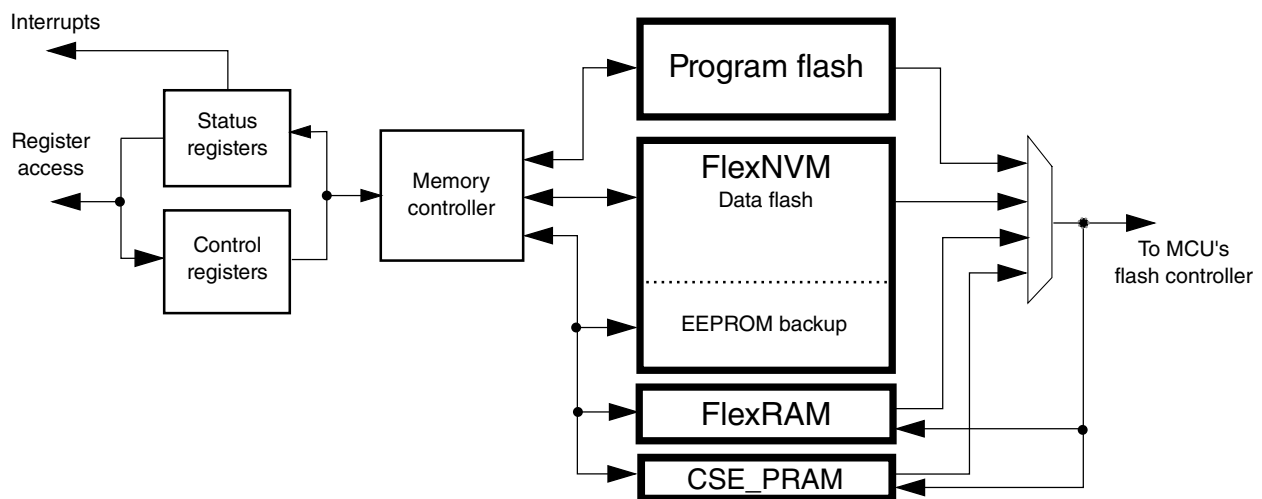 Interrupts
Register
access
Status
registers
Control
registers
Memory
controller
Program flash
FlexNVM
Data flash
EEPROM backup
FlexRAM
CSE_PRAM
To MCU's
flash controller